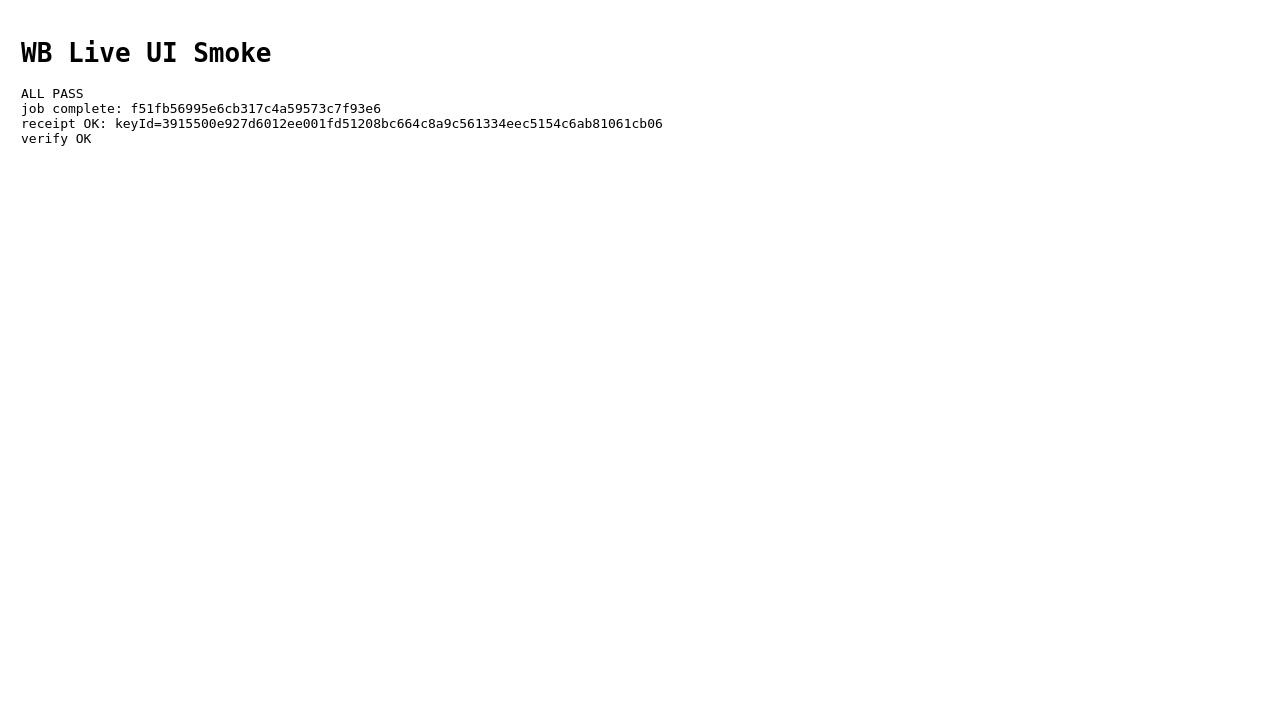 WB Live UI Smoke
ALL PASS
job complete: f51fb56995e6cb317c4a59573c7f93e6
receipt OK: keyId=3915500e927d6012ee001fd51208bc664c8a9c561334eec5154c6ab81061cb06
verify OK